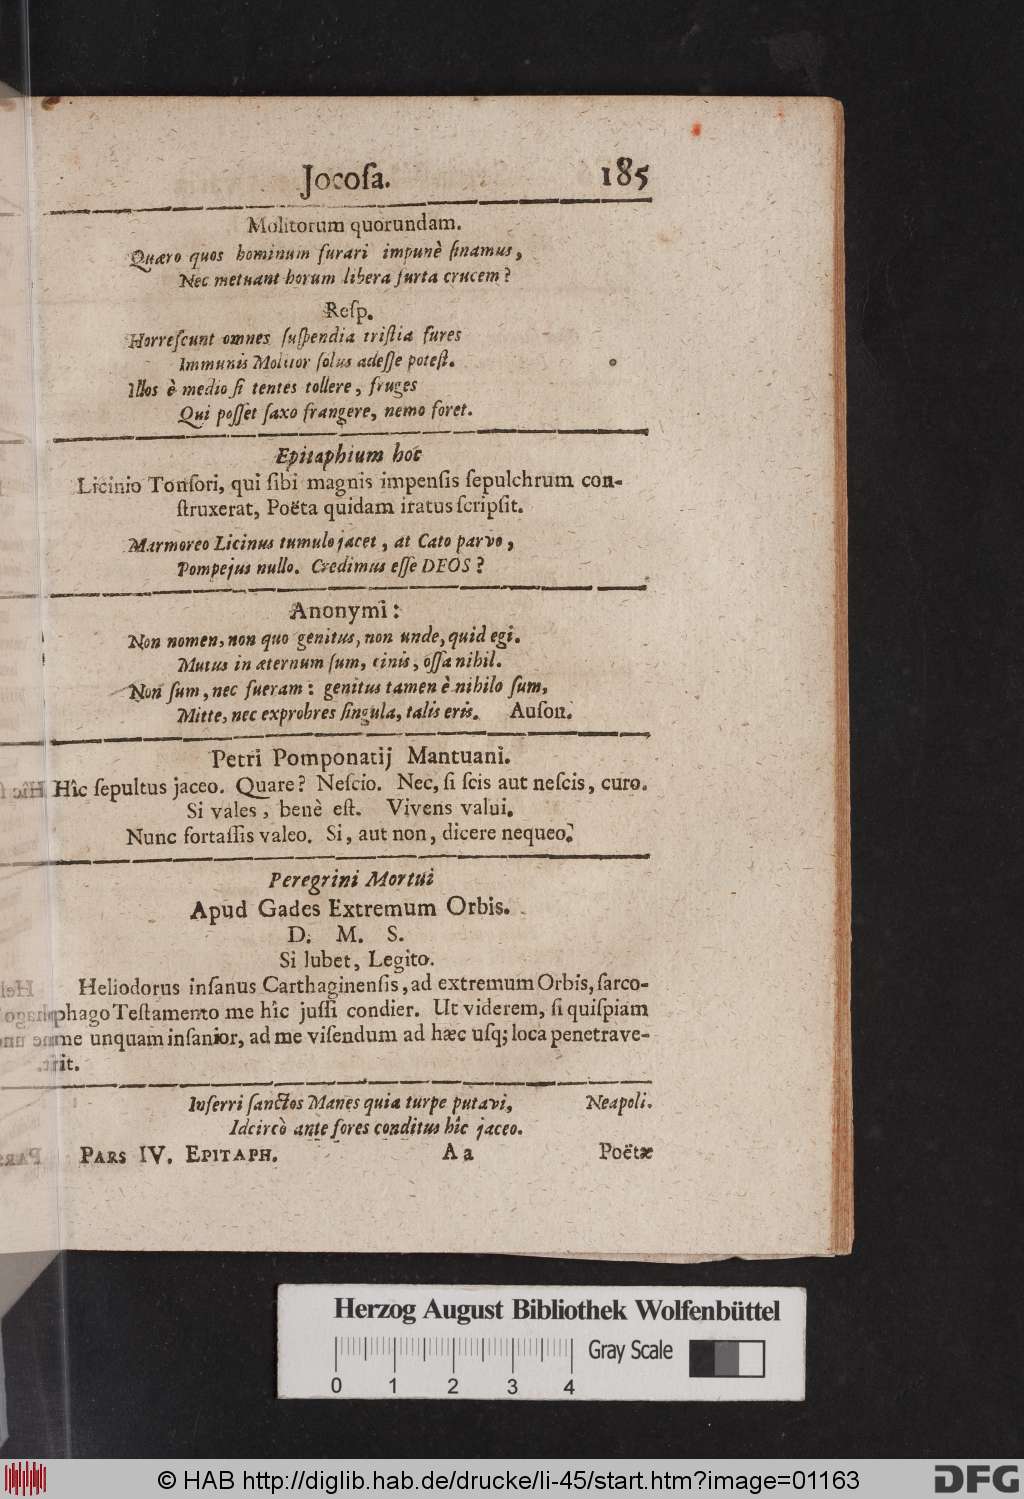 Jocoſa. 185
Molitorum quorundam.
Quæro quos hominum furari impunè ſinamus,
Nec metuant horum libera furta crucem?
Reſp.
Horreſcunt omnes ſuſpendia triſtia fures
Immunis Molitor ſolus adeſſe poteſt.
Illos è medio ſi tentes tollere, fruges
Qui poſſet ſaxo frangere, nemo foret.
Epitaphium hoc
Licinio Tonſori, qui ſibi magnis impenſis ſepulchrum con-
ſtruxerat, Poëta quidam iratus ſcripſit.
Marmoreo Licinus tumulo jacet, at Cato parvo,
Pompejus nullo. Credimus eſſe DEOS?
Anonymi:
Non nomen, non quo genitus, non unde, quid egi.
Mutus in æternum ſum, cinis, oſſa nihil.
Non ſum, nec fueram: genitus tamen è nihilo ſum,
Mitte, nec exprobres ſingula, talis eris. Auſon.
Petri Pomponatij Mantuani.
Hîc ſepultus jaceo. Quare? Neſcio. Nec, ſi ſcis aut neſcis, curo.
Si vales, benè eſt. Vivens valui.
Nunc fortaſſis valeo. Si, aut non, dicere nequeo.
Peregrini Mortui
Apud Gades Extremum Orbis.
D. M. S.
Si lubet, Legito.
Heliodorus inſanus Carthaginenſis, ad extremum Orbis, ſarco-
phago Teſtamento me hîc juſſi condier. Ut viderem, ſi quiſpiam
me unquam inſanior, ad me viſendum ad hæc uſq; loca penetrave-
rit.
Inferri ſanctos Manes quia turpe putavi, Neapoli.
Idcircò ante fores conditus hîc jaceo.
PARS IV. EPITAPH. Aa Poëtæ
Herzog August Bibliothek Wolfenbüttel
Gray Scale
0 1 2 3 4
© HAB http://diglib.hab.de/drucke/li-45/start.htm?image=01163
DFG